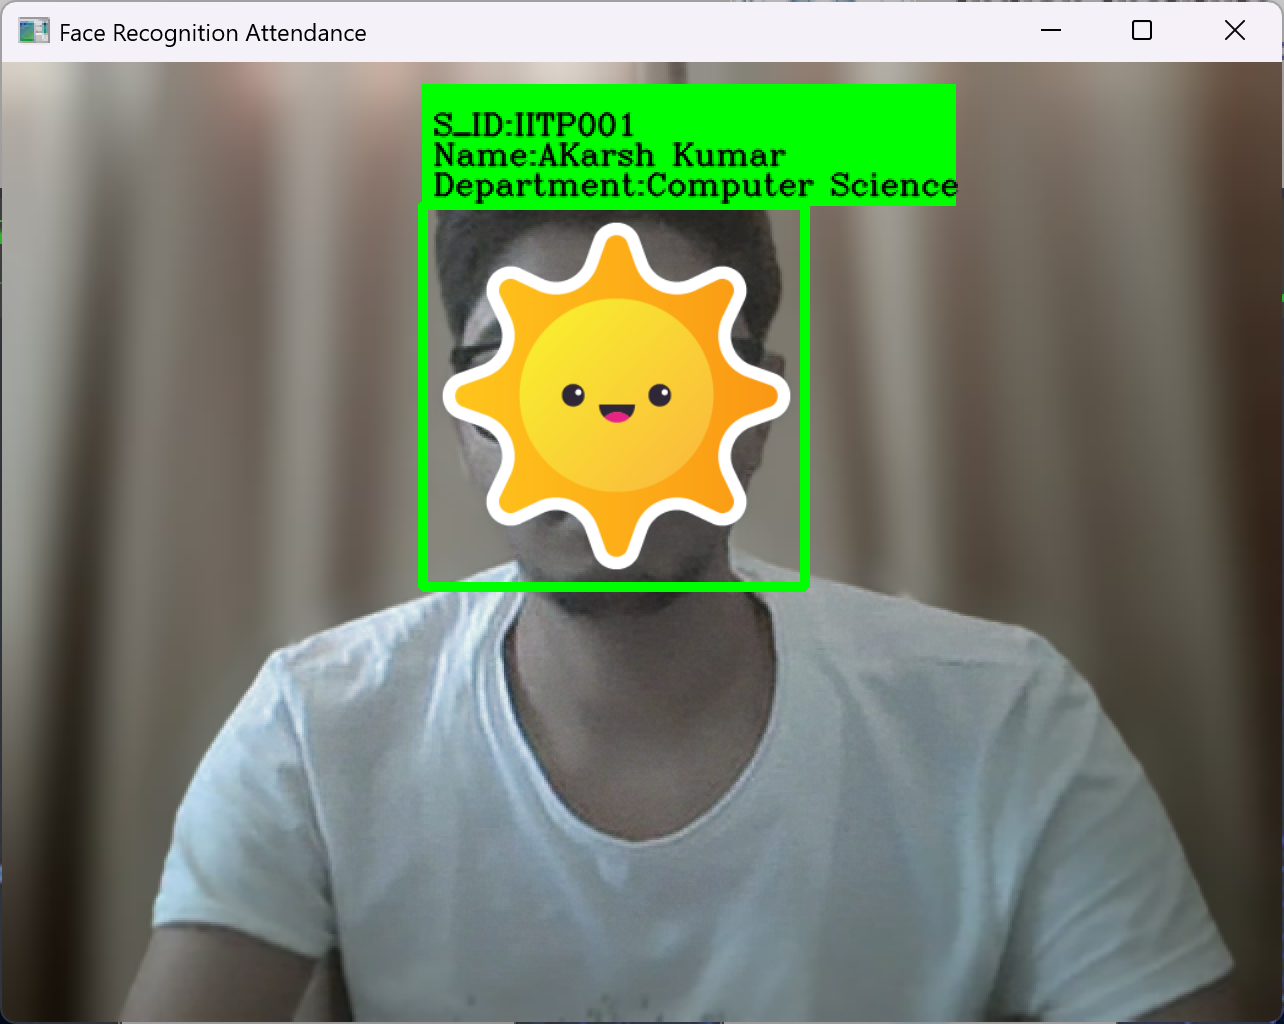 Face Recognition Attendance
S_ID:IITP001
Name:AKarsh Kumar
Department:Computer Science